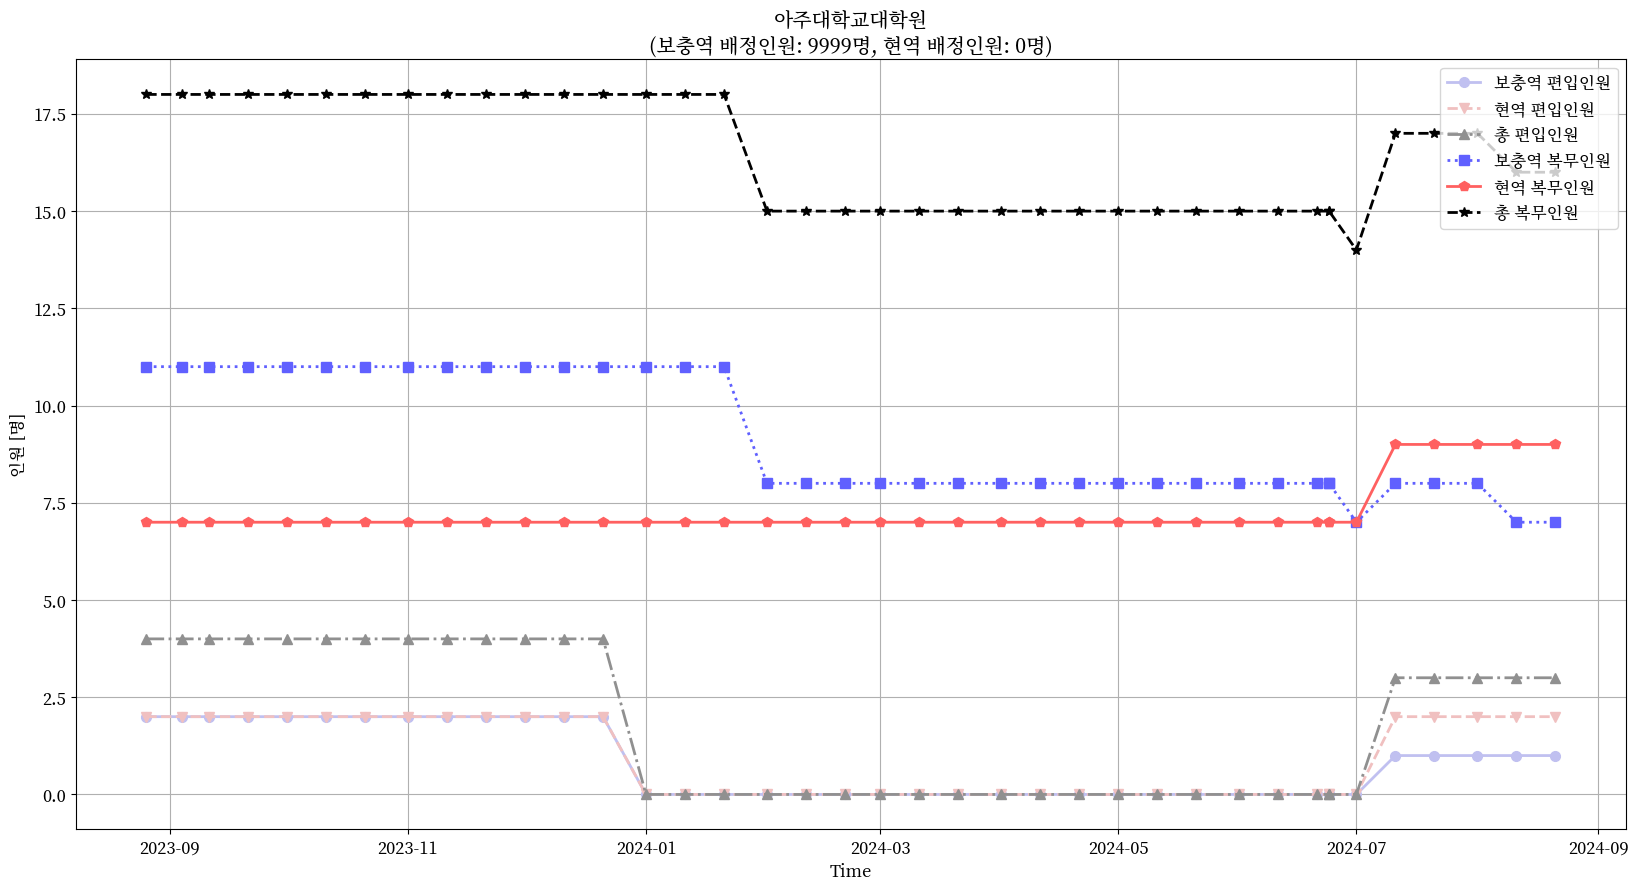 아주대학교대학원
(보충역 배정인원: 9999명, 현역 배정인원: 0명)
보충역 편입인원
현역 편입인원
총 편입인원
보충역 복무인원
현역 복무인원
총 복무인원
인원 [명]
17.5
15.0
12.5
10.0
7.5
5.0
2.5
0.0
2023-09
2023-11
2024-01
2024-03
2024-05
2024-07
2024-09
Time